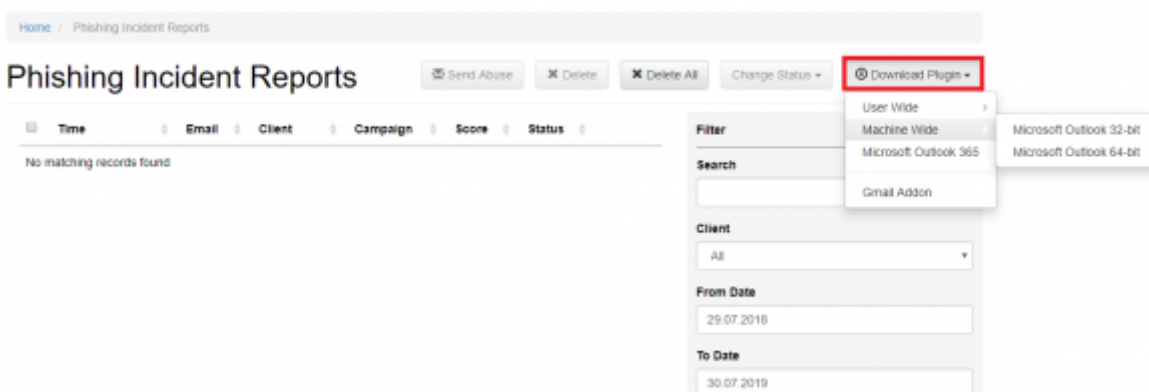 Home / Phishing Incident Reports
Phishing Incident Reports
Send Abuse
Delete
Delete All
Change Status
Download Plugin
User Wide
Machine Wide
Microsoft Outlook 365
Gmail Addon
Microsoft Outlook 32-bit
Microsoft Outlook 64-bit
Time Email Client Campaign Score Status
No matching records found
Filter
Search
Client
All
From Date
29.07.2018
To Date
30.07.2019